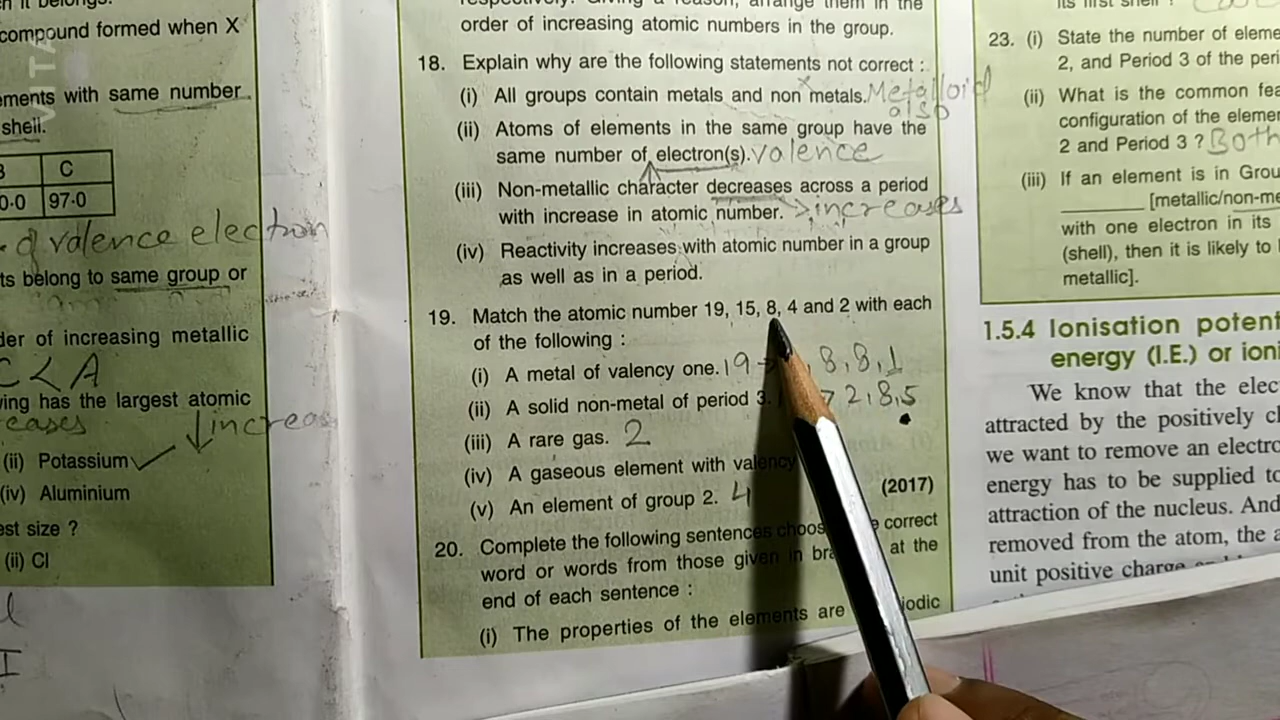 compound formed when X
ements with same number
shell.
C
0·0 97·0
of valence electron
ts belong to same group or
der of increasing metallic
C < A
ving has the largest atomic
eases increas
(ii) Potassium
(iv) Aluminium
est size ?
(ii) Cl
order of increasing atomic numbers in the group.
18. Explain why are the following statements not correct :
(i) All groups contain metals and non metals. Metalloid
also
(ii) Atoms of elements in the same group have the
same number of electron(s). valence
(iii) Non-metallic character decreases across a period
with increase in atomic number. increases
(iv) Reactivity increases with atomic number in a group
as well as in a period.
19. Match the atomic number 19, 15, 8, 4 and 2 with each
of the following :
(i) A metal of valency one. 19 8,8,1
(ii) A solid non-metal of period 3. 2,8,5
(iii) A rare gas. 2
(iv) A gaseous element with valency
(v) An element of group 2. 4 (2017)
20. Complete the following sentences choos correct
word or words from those given in bra at the
end of each sentence :
(i) The properties of the elements are iodic
23. (i) State the number of eleme
2, and Period 3 of the peri
(ii) What is the common fea
configuration of the elemen
2 and Period 3 ? Both
(iii) If an element is in Grou
[metallic/non-me
with one electron in its
(shell), then it is likely to
metallic].
1.5.4 Ionisation potent
energy (I.E.) or ioni
We know that the elec
attracted by the positively c
we want to remove an electro
energy has to be supplied to
attraction of the nucleus. And
removed from the atom, the a
unit positive charge
VITA